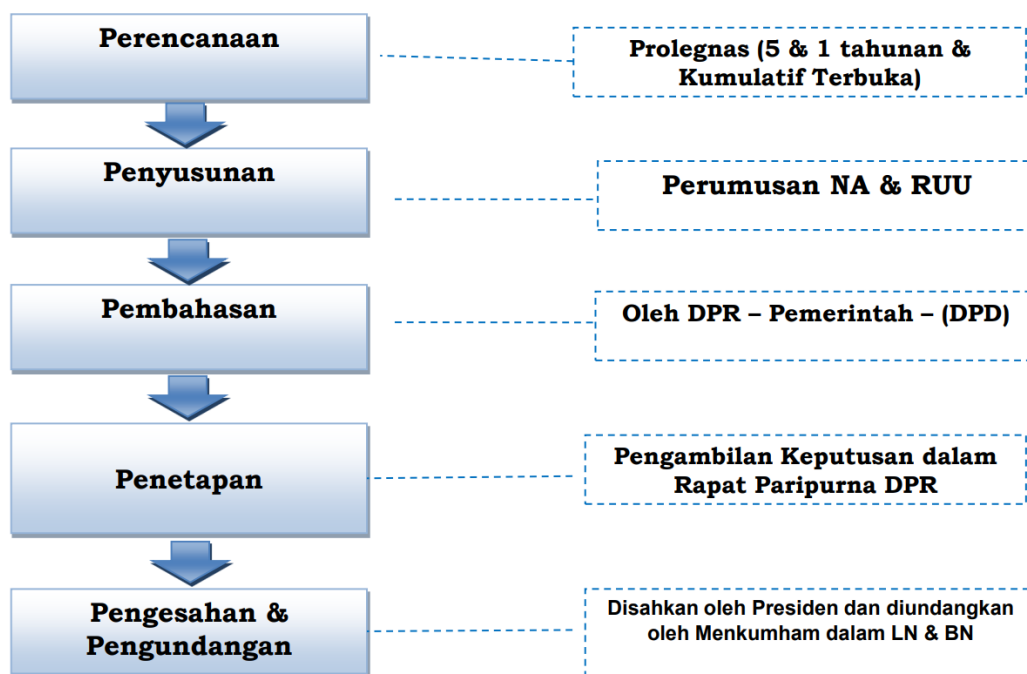 Perencanaan
Prolegnas (5 & 1 tahunan &
Kumulatif Terbuka)
Penyusunan
Perumusan NA & RUU
Pembahasan
Oleh DPR – Pemerintah – (DPD)
Penetapan
Pengambilan Keputusan dalam
Rapat Paripurna DPR
Pengesahan &
Pengundangan
Disahkan oleh Presiden dan diundangkan
oleh Menkumham dalam LN & BN